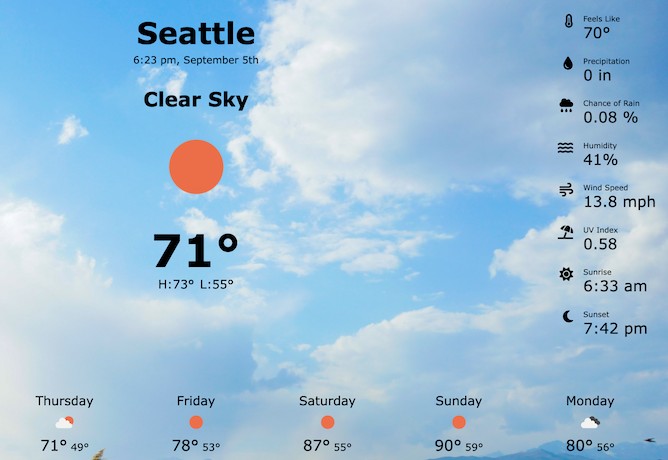 Seattle
6:23 pm, September 5th
Clear Sky
71°
H:73° L:55°
Feels Like
70°
Precipitation
0 in
Chance of Rain
0.08 %
Humidity
41%
Wind Speed
13.8 mph
UV Index
0.58
Sunrise
6:33 am
Sunset
7:42 pm
Thursday
71° 49°
Friday
78° 53°
Saturday
87° 55°
Sunday
90° 59°
Monday
80° 56°